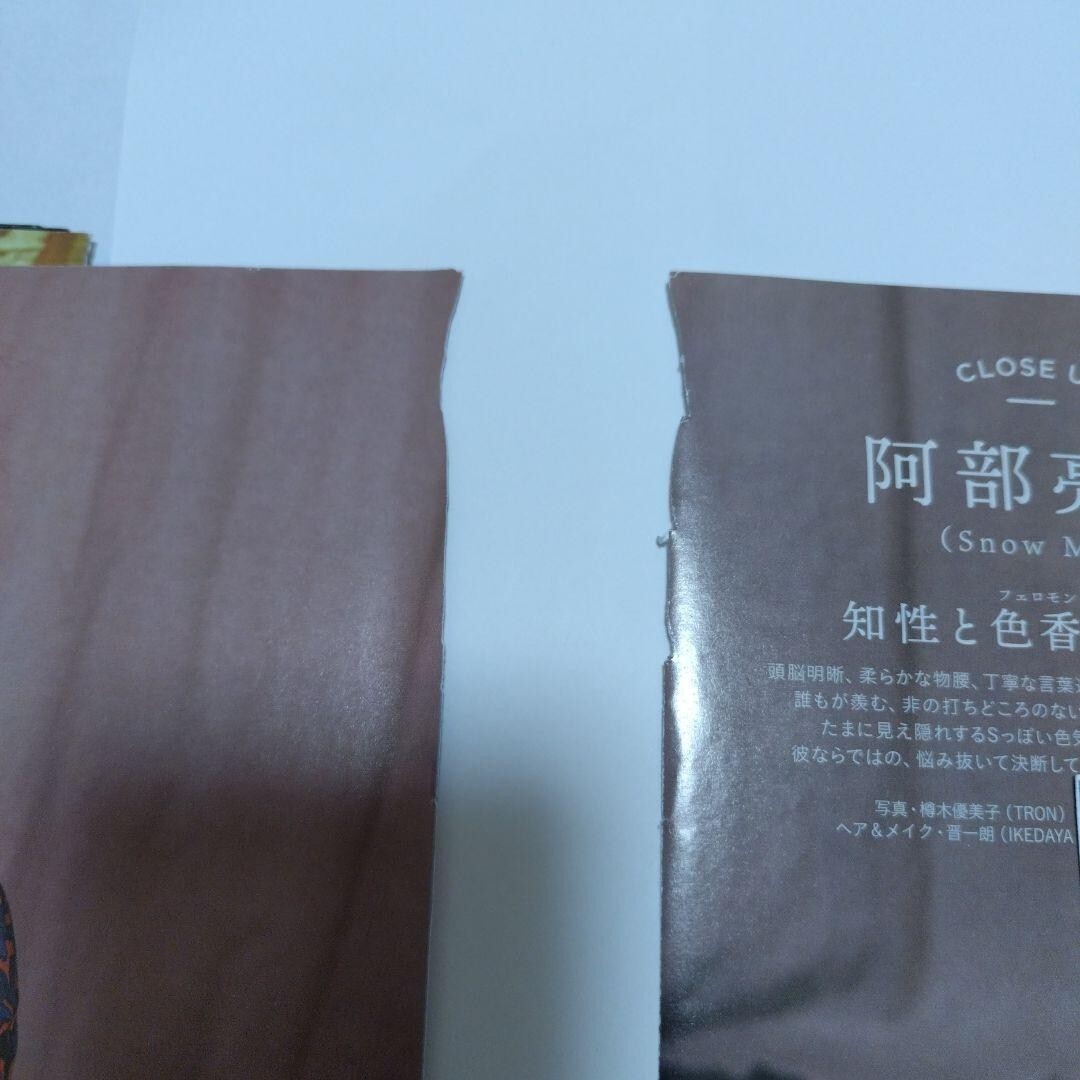 CLOSE U
阿部亮
(Snow M
フェロモン
知性と色香
頭脳明晰、柔らかな物腰、丁寧な言葉遣
誰もが羨む、非の打ちどころのない
たまに見え隠れするSっぽい色気
彼ならではの、悩み抜いて決断して
写真・樽木優美子(TRON)
ヘア&メイク・晋一朗(IKEDAYA